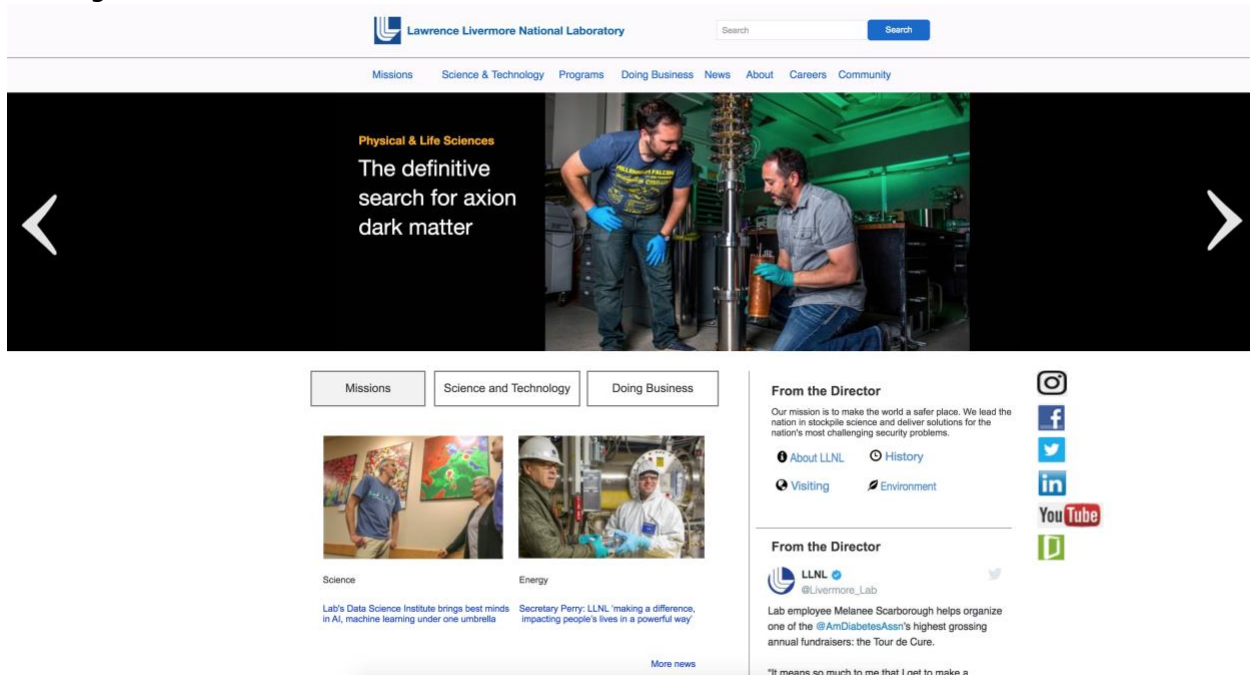 Lawrence Livermore National Laboratory
Search
Search
Missions Science & Technology Programs Doing Business News About Careers Community
Physical & Life Sciences
The definitive
search for axion
dark matter
MILLENNIUM FALCON
Missions
Science and Technology
Doing Business
Science
Lab's Data Science Institute brings best minds
in AI, machine learning under one umbrella
Energy
Secretary Perry: LLNL 'making a difference,
impacting people's lives in a powerful way'
More news
From the Director
Our mission is to make the world a safer place. We lead the
nation in stockpile science and deliver solutions for the
nation's most challenging security problems.
About LLNL History
Visiting Environment
From the Director
LLNL
@Livermore_Lab
Lab employee Melanee Scarborough helps organize
one of the @AmDiabetesAssn's highest grossing
annual fundraisers: the Tour de Cure.
"It means so much to me that I get to make a
f
in
YouTube